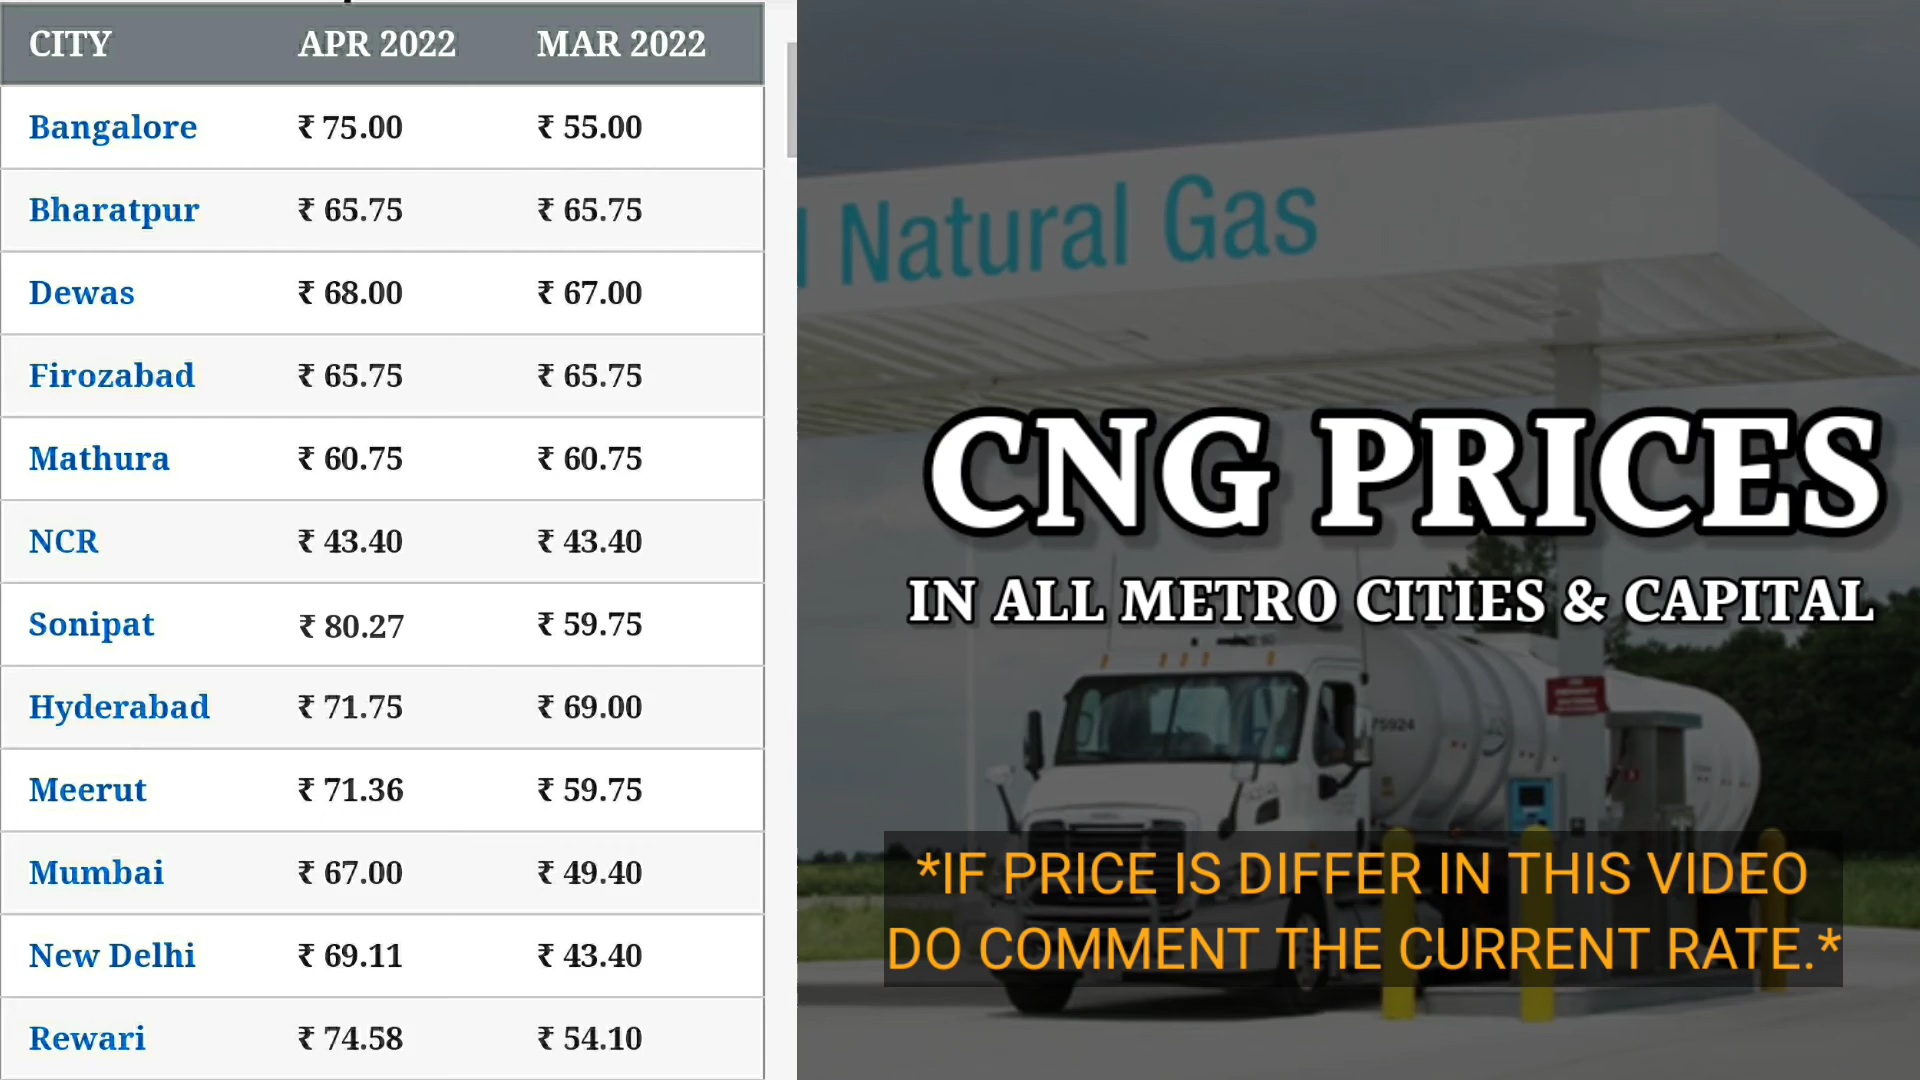 CITY APR 2022 MAR 2022
Bangalore ₹ 75.00 ₹ 55.00
Bharatpur ₹ 65.75 ₹ 65.75
Dewas ₹ 68.00 ₹ 67.00
Firozabad ₹ 65.75 ₹ 65.75
Mathura ₹ 60.75 ₹ 60.75
NCR ₹ 43.40 ₹ 43.40
Sonipat ₹ 80.27 ₹ 59.75
Hyderabad ₹ 71.75 ₹ 69.00
Meerut ₹ 71.36 ₹ 59.75
Mumbai ₹ 67.00 ₹ 49.40
New Delhi ₹ 69.11 ₹ 43.40
Rewari ₹ 74.58 ₹ 54.10
Natural Gas
CNG PRICES
IN ALL METRO CITIES & CAPITAL
75924
*IF PRICE IS DIFFER IN THIS VIDEO
DO COMMENT THE CURRENT RATE.*